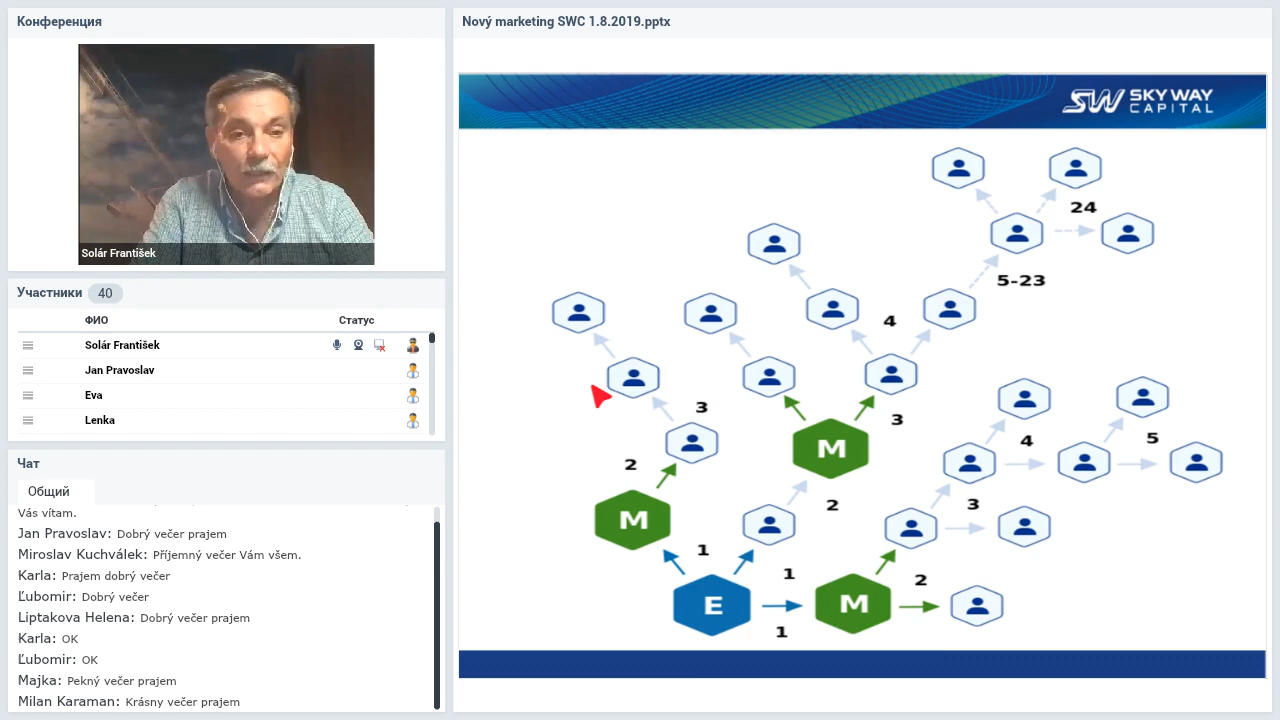 Конференция
Solár František
Участники 40
ФИО Статус
Solár František
Jan Pravoslav
Eva
Lenka
Чат
Общий
Vás vítam.
Jan Pravoslav: Dobrý večer prajem
Miroslav Kuchválek: Příjemný večer Vám všem.
Karla: Prajem dobrý večer
Ľubomir: Dobrý večer
Liptakova Helena: Dobrý večer prajem
Karla: OK
Ľubomir: OK
Majka: Pekný večer prajem
Milan Karaman: Krásny večer prajem
Nový marketing SWC 1.8.2019.pptx
SW SKY WAY
CAPITAL
24
5-23
4
3
3
M
4
5
2
2
3
M
1
1
2
E
M
1